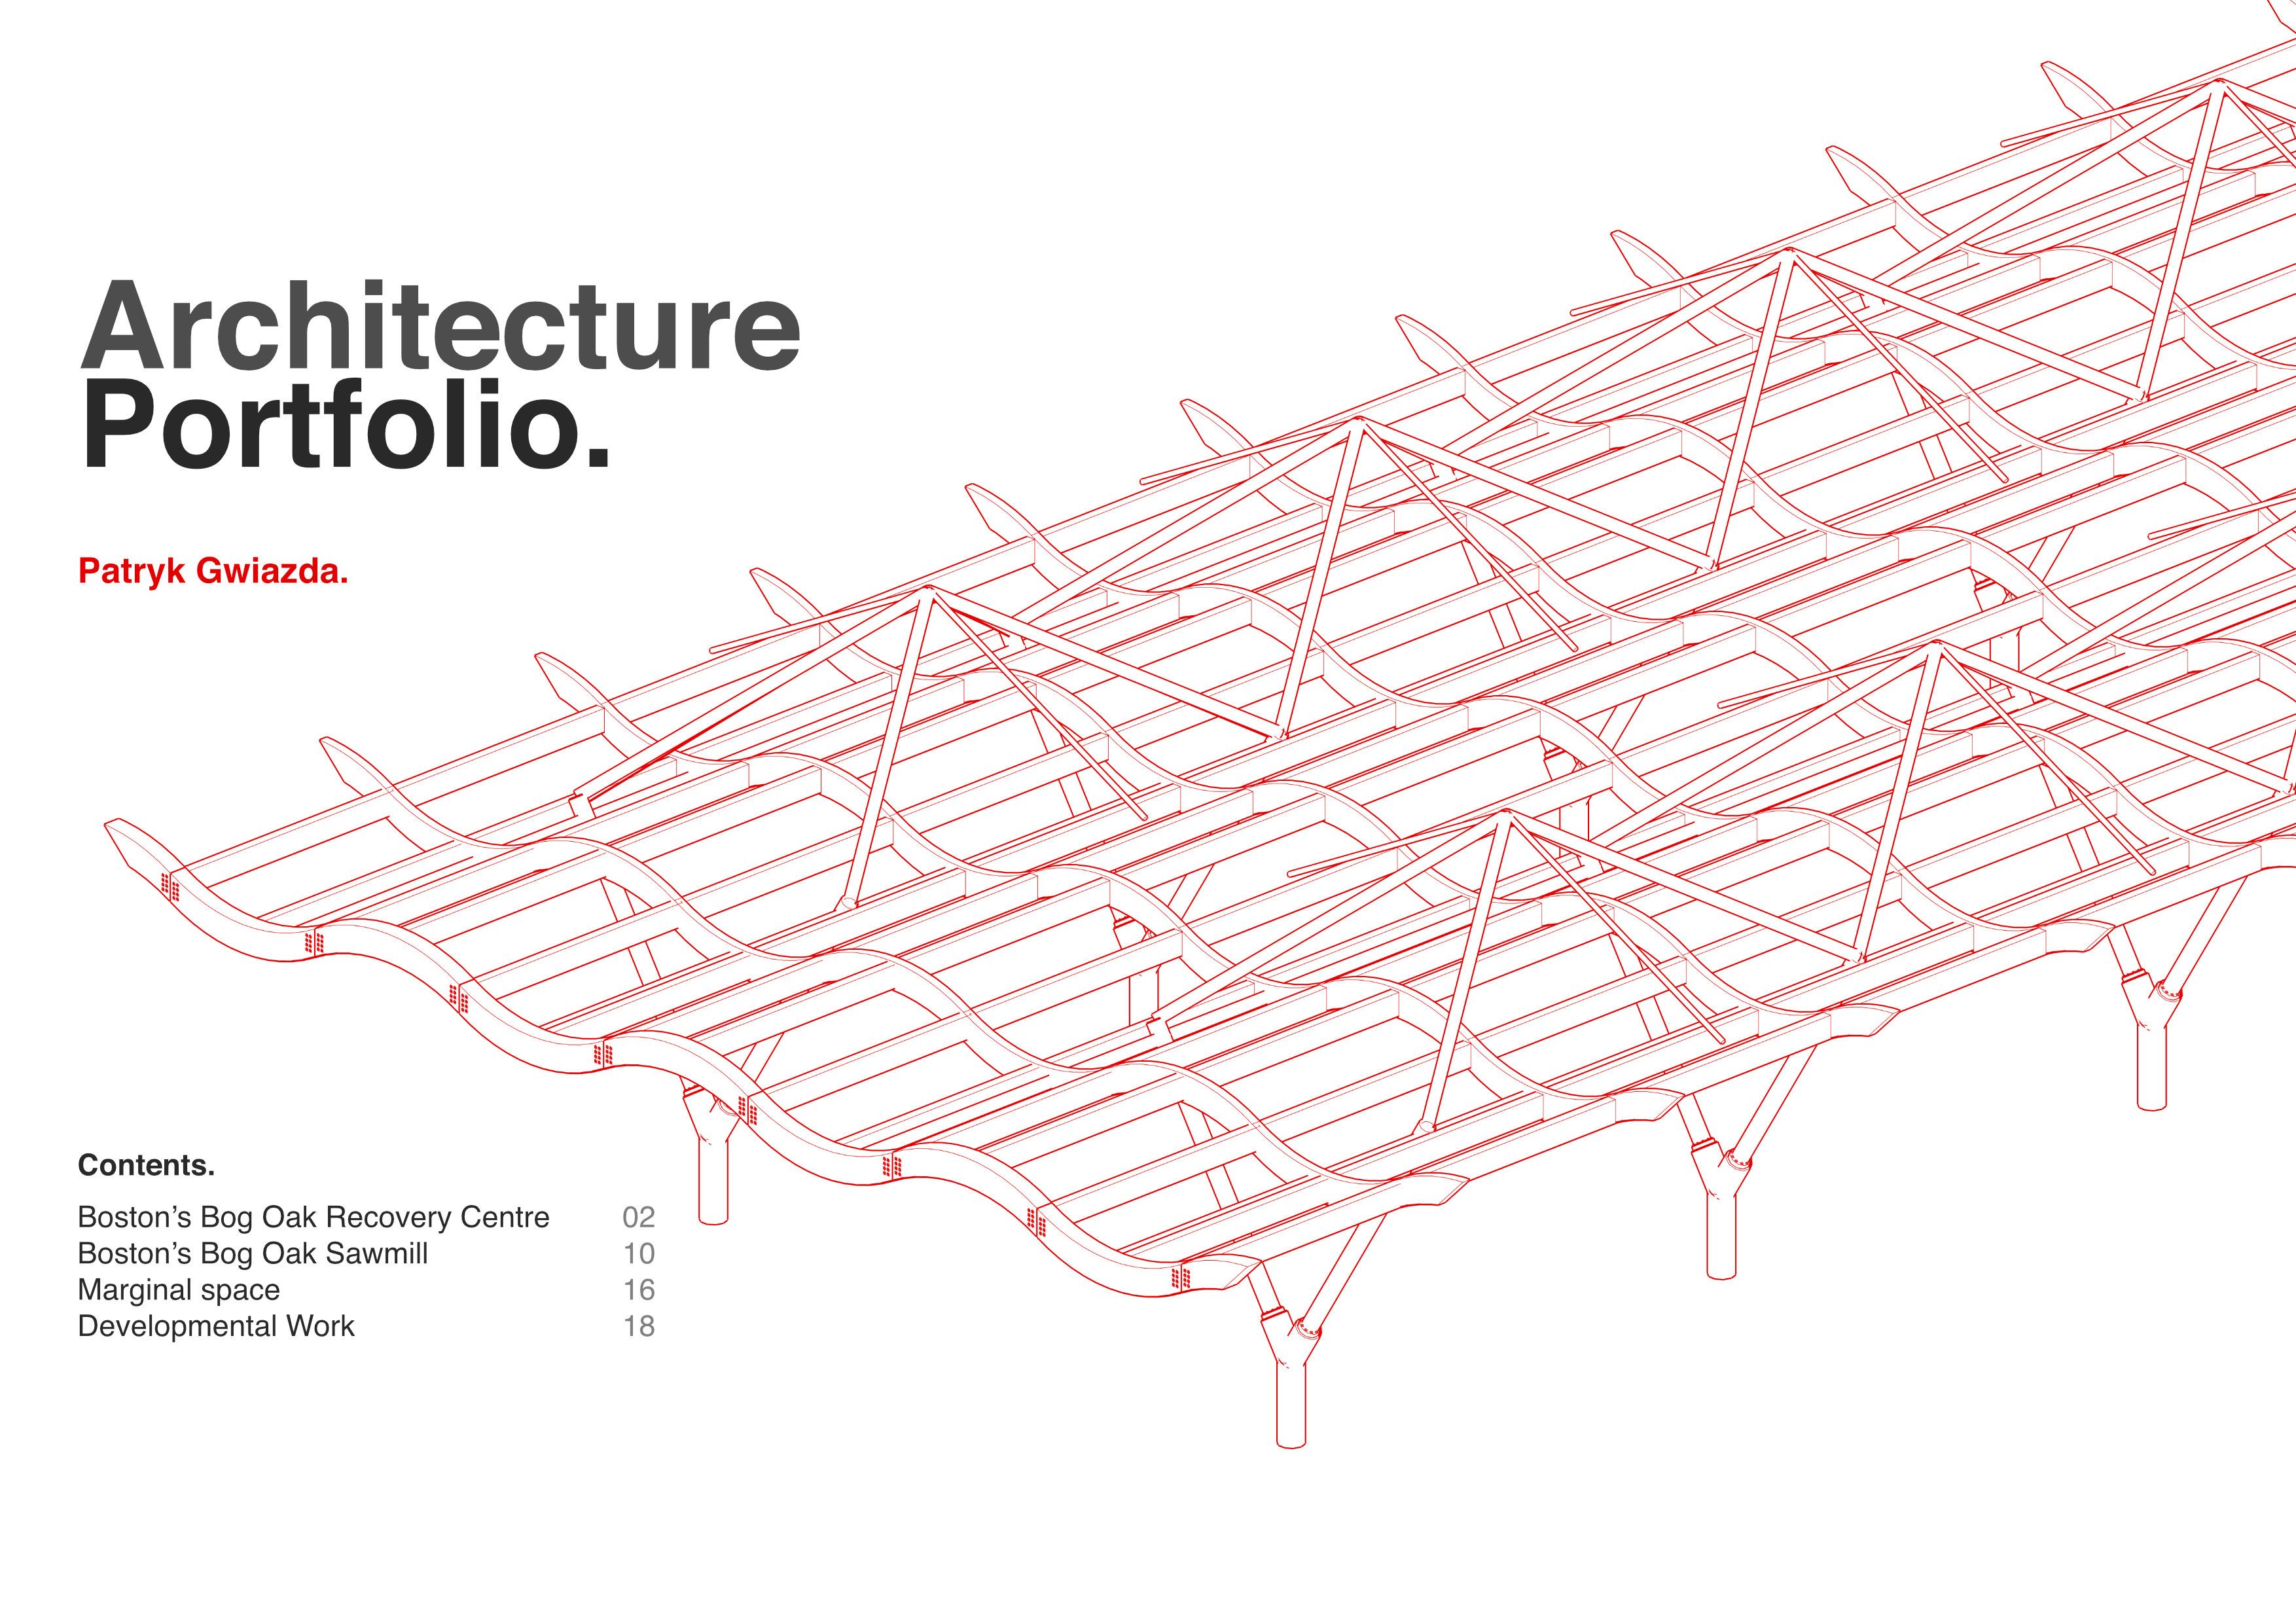 Architecture
Portfolio.
Patryk Gwiazda.
Contents.
Boston’s Bog Oak Recovery Centre 02
Boston’s Bog Oak Sawmill 10
Marginal space 16
Developmental Work 18